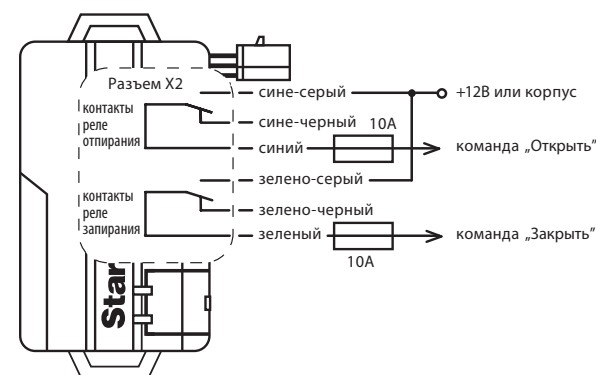 Разъем X2
контакты
реле
отпирания
сине-серый
+12В или корпус
сине-черный
10А
синий
команда „Открыть"
зелено-серый
контакты
реле
запирания
зелено-черный
зеленый
команда „Закрыть"
10А
Star